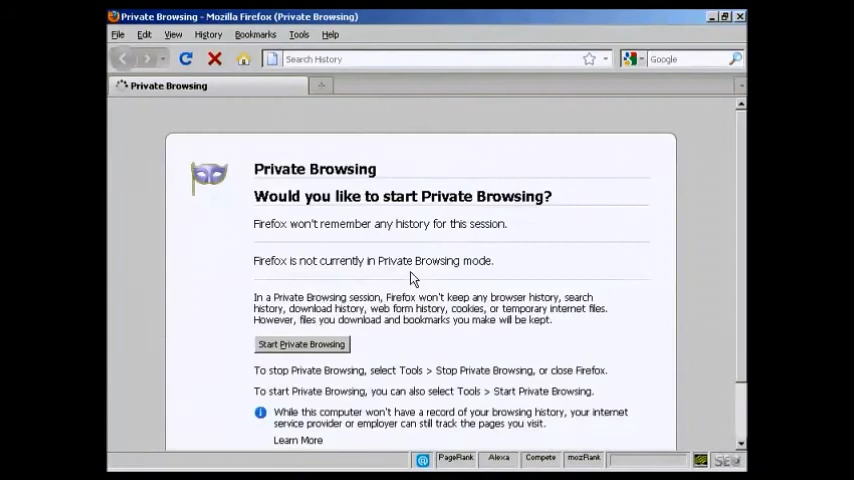 Private Browsing - Mozilla Firefox (Private Browsing)
File Edit View History Bookmarks Tools Help
Search History
Google
Private Browsing
Private Browsing
Would you like to start Private Browsing?
Firefox won't remember any history for this session.
Firefox is not currently in Private Browsing mode.
In a Private Browsing session, Firefox won't keep any browser history, search
history, download history, web form history, cookies, or temporary internet files.
However, files you download and bookmarks you make will be kept.
Start Private Browsing
To stop Private Browsing, select Tools > Stop Private Browsing, or close Firefox.
To start Private Browsing, you can also select Tools > Start Private Browsing.
While this computer won't have a record of your browsing history, your internet
service provider or employer can still track the pages you visit.
Learn More
PageRank Alexa Compete mozRank